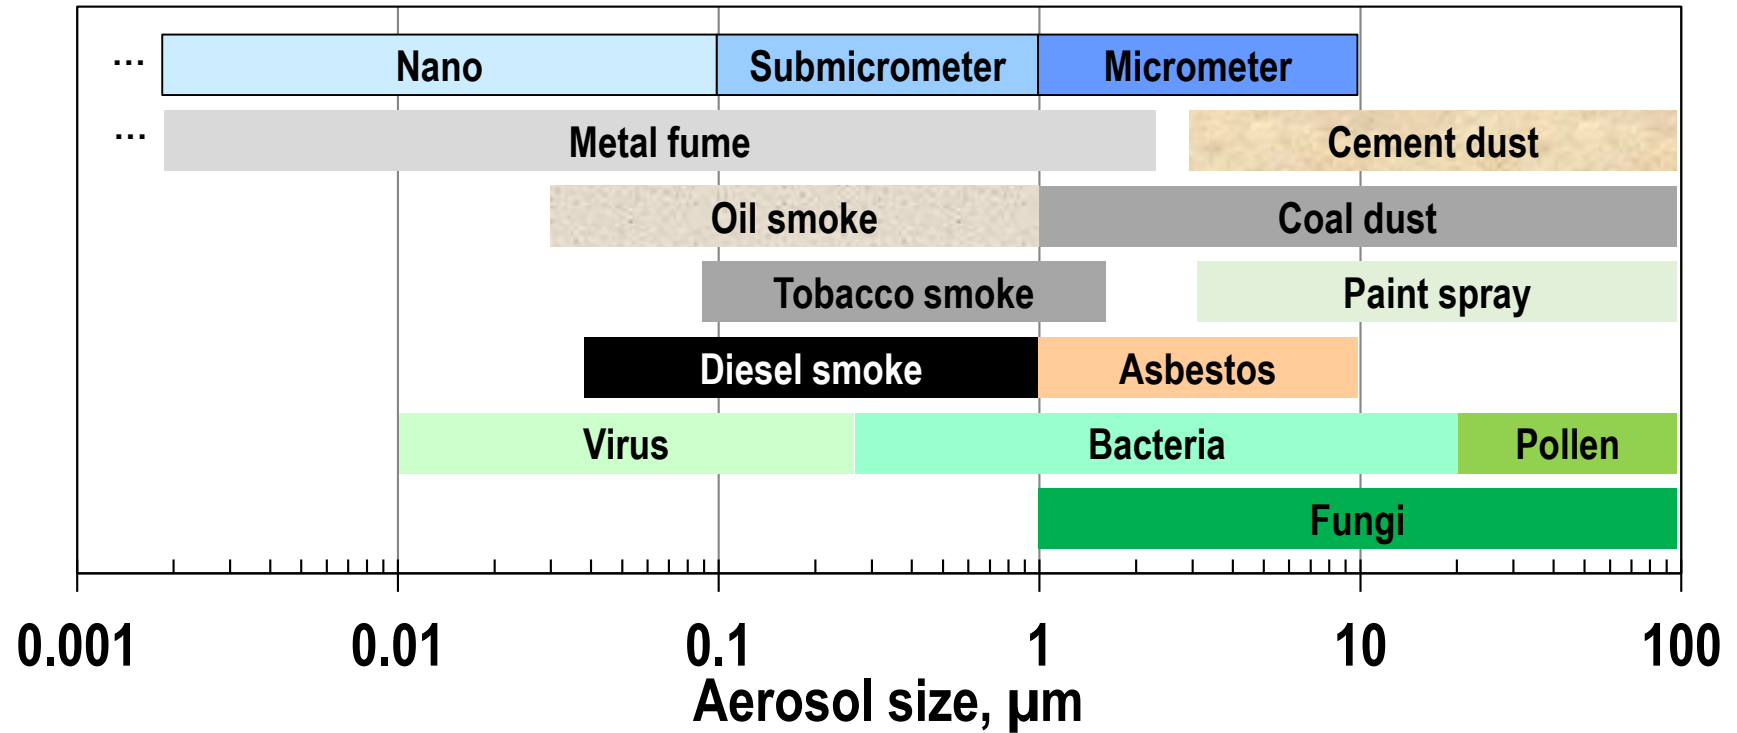 ... Nano Submicrometer Micrometer
... Metal fume Cement dust
Oil smoke Coal dust
Tobacco smoke Paint spray
Diesel smoke Asbestos
Virus Bacteria Pollen
Fungi
0.001 0.01 0.1 1 10 100
Aerosol size, µm